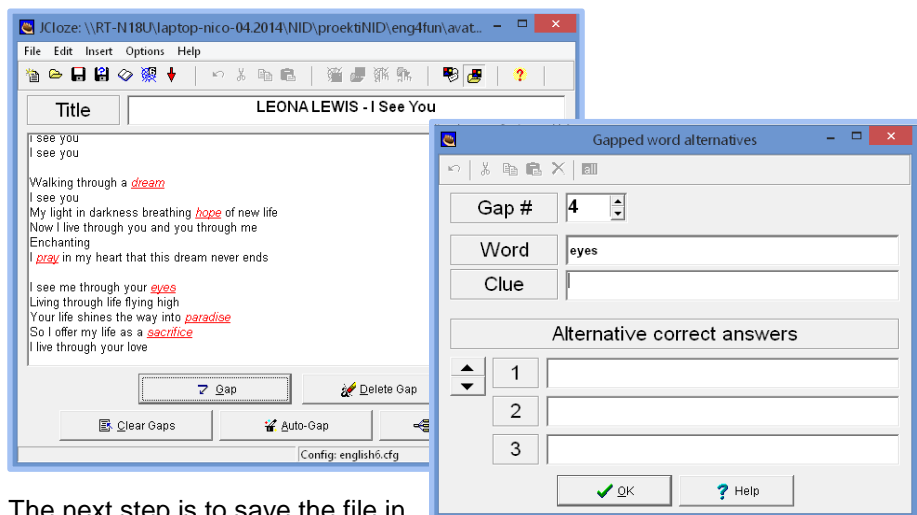 JCloze: \\RT-N18U\laptop-nico-04.2014\NID\proektiNID\eng4fun\avat...
File Edit Insert Options Help
Title
LEONA LEWIS - I See You
I see you
I see you
Walking through a dream
I see you
My light in darkness breathing hope of new life
Now I live through you and you through me
Enchanting
I pray in my heart that this dream never ends
I see me through your eyes
Living through life flying high
Your life shines the way into paradise
So I offer my life as a sacrifice
I live through your love
Gap
Delete Gap
Clear Gaps
Auto-Gap
Config: english6.cfg
Gapped word alternatives
all
Gap # 4
Word eyes
Clue
Alternative correct answers
1
2
3
OK
Help
The next step is to save the file in